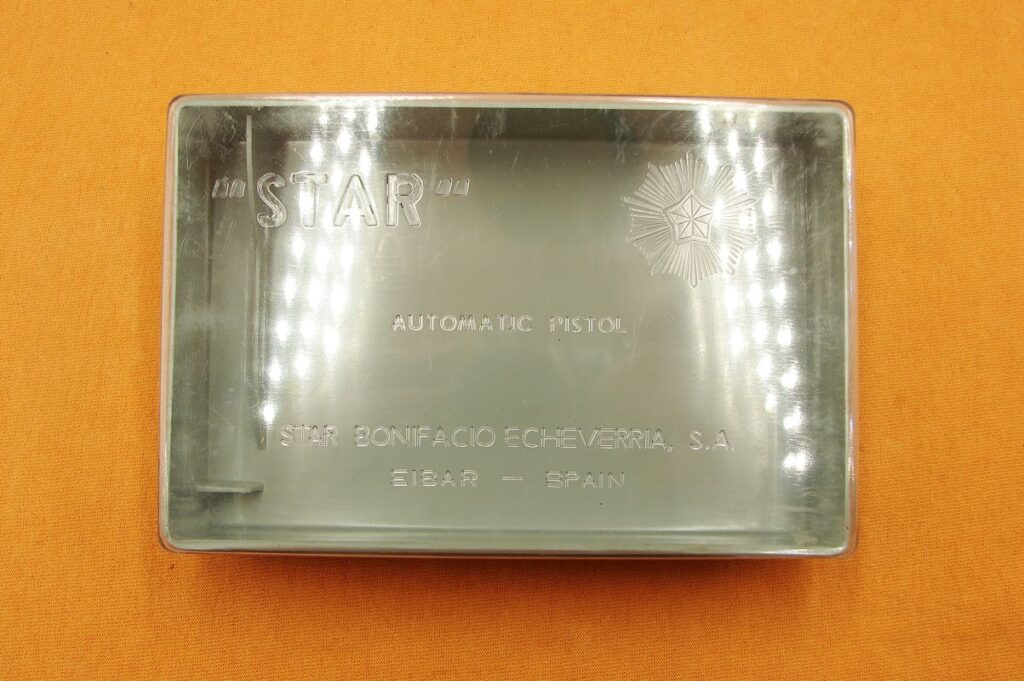 "STAR"
AUTOMATIC PISTOL
STAR BONIFACIO ECHEVERRIA, S.A.
EIBAR — SPAIN